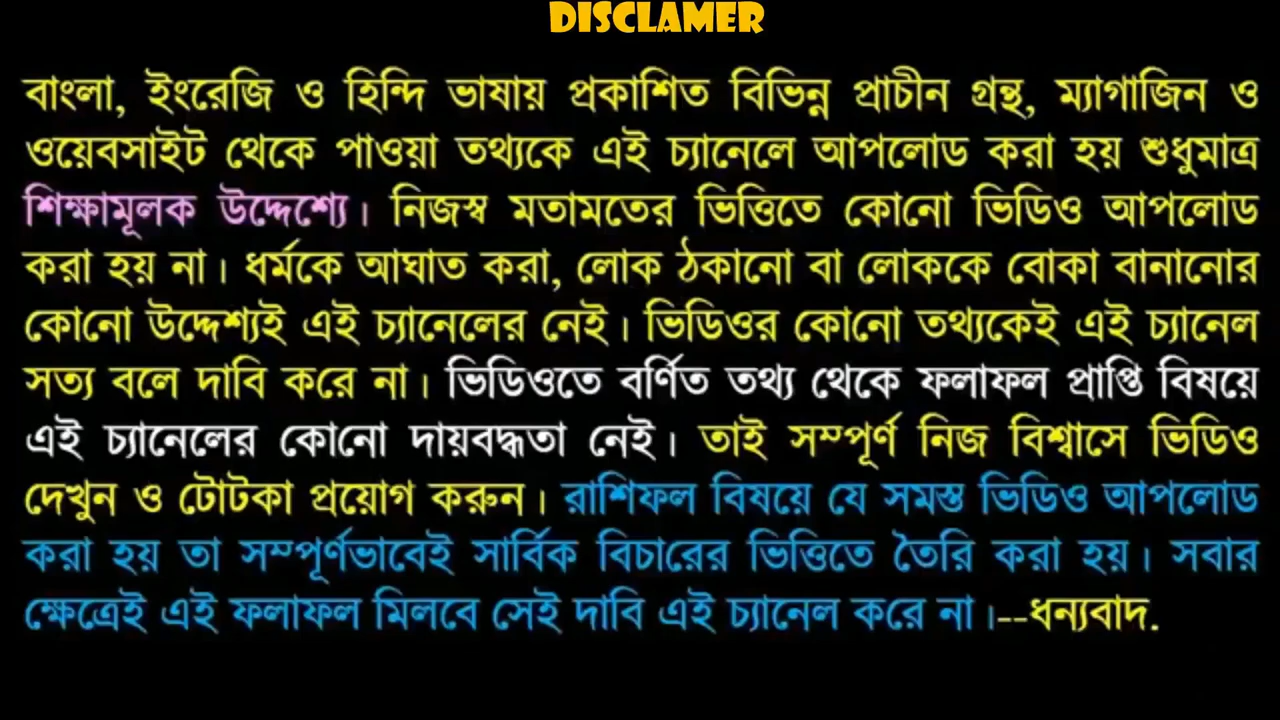 DISCLAMER
বাংলা, ইংরেজি ও হিন্দি ভাষায় প্রকাশিত বিভিন্ন প্রাচীন গ্রন্থ, ম্যাগাজিন ও
ওয়েবসাইট থেকে পাওয়া তথ্যকে এই চ্যানেলে আপলোড করা হয় শুধুমাত্র
শিক্ষামূলক উদ্দেশ্যে। নিজস্ব মতামতের ভিত্তিতে কোনো ভিডিও আপলোড
করা হয় না। ধর্মকে আঘাত করা, লোক ঠকানো বা লোককে বোকা বানানোর
কোনো উদ্দেশ্যই এই চ্যানেলের নেই। ভিডিওর কোনো তথ্যকেই এই চ্যানেল
সত্য বলে দাবি করে না। ভিডিওতে বর্ণিত তথ্য থেকে ফলাফল প্রাপ্তি বিষয়ে
এই চ্যানেলের কোনো দায়বদ্ধতা নেই। তাই সম্পূর্ণ নিজ বিশ্বাসে ভিডিও
দেখুন ও টোটকা প্রয়োগ করুন। রাশিফল বিষয়ে যে সমস্ত ভিডিও আপলোড
করা হয় তা সম্পূর্ণভাবেই সার্বিক বিচারের ভিত্তিতে তৈরি করা হয়। সবার
ক্ষেত্রেই এই ফলাফল মিলবে সেই দাবি এই চ্যানেল করে না।--ধন্যবাদ.